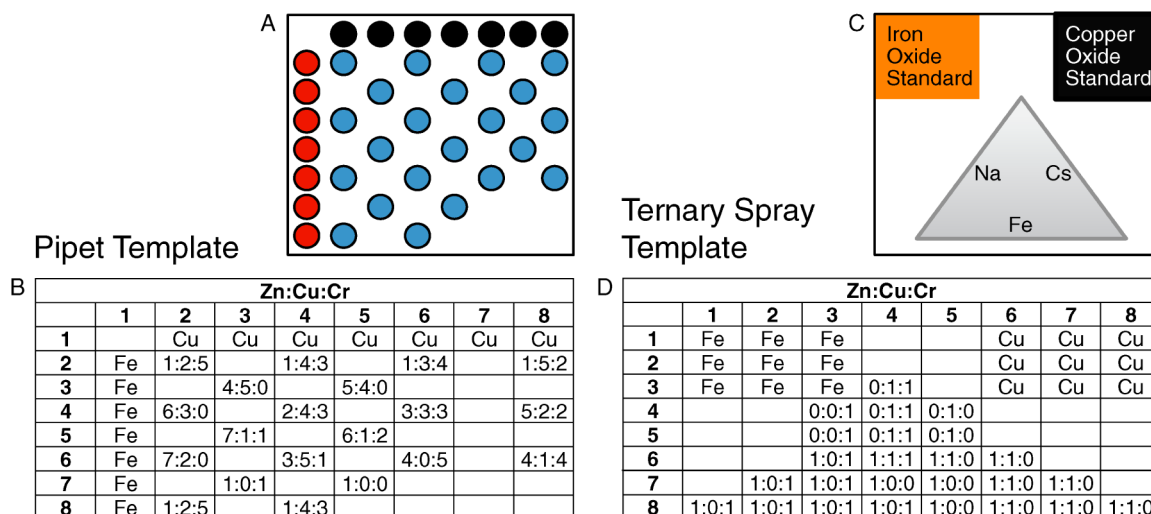 A
C
Iron
Oxide
Standard
Copper
Oxide
Standard
Na Cs
Fe
Pipet Template
Ternary Spray
Template
B
Zn:Cu:Cr
1 2 3 4 5 6 7 8
1 Cu Cu Cu Cu Cu Cu Cu
2 Fe 1:2:5 1:4:3 1:3:4 1:5:2
3 Fe 4:5:0 5:4:0
4 Fe 6:3:0 2:4:3 3:3:3 5:2:2
5 Fe 7:1:1 6:1:2
6 Fe 7:2:0 3:5:1 4:0:5 4:1:4
7 Fe 1:0:1 1:0:0
8 Fe 1:2:5 1:4:3
D
Zn:Cu:Cr
1 2 3 4 5 6 7 8
1 Fe Fe Fe Cu Cu Cu
2 Fe Fe Fe Cu Cu Cu
3 Fe Fe Fe 0:1:1 Cu Cu Cu
4 0:0:1 0:1:1 0:1:0
5 0:0:1 0:1:1 0:1:0
6 1:0:1 1:1:1 1:1:0 1:1:0
7 1:0:1 1:0:1 1:0:0 1:0:0 1:1:0 1:1:0
8 1:0:1 1:0:1 1:0:1 1:0:1 1:0:0 1:1:0 1:1:0 1:1:0